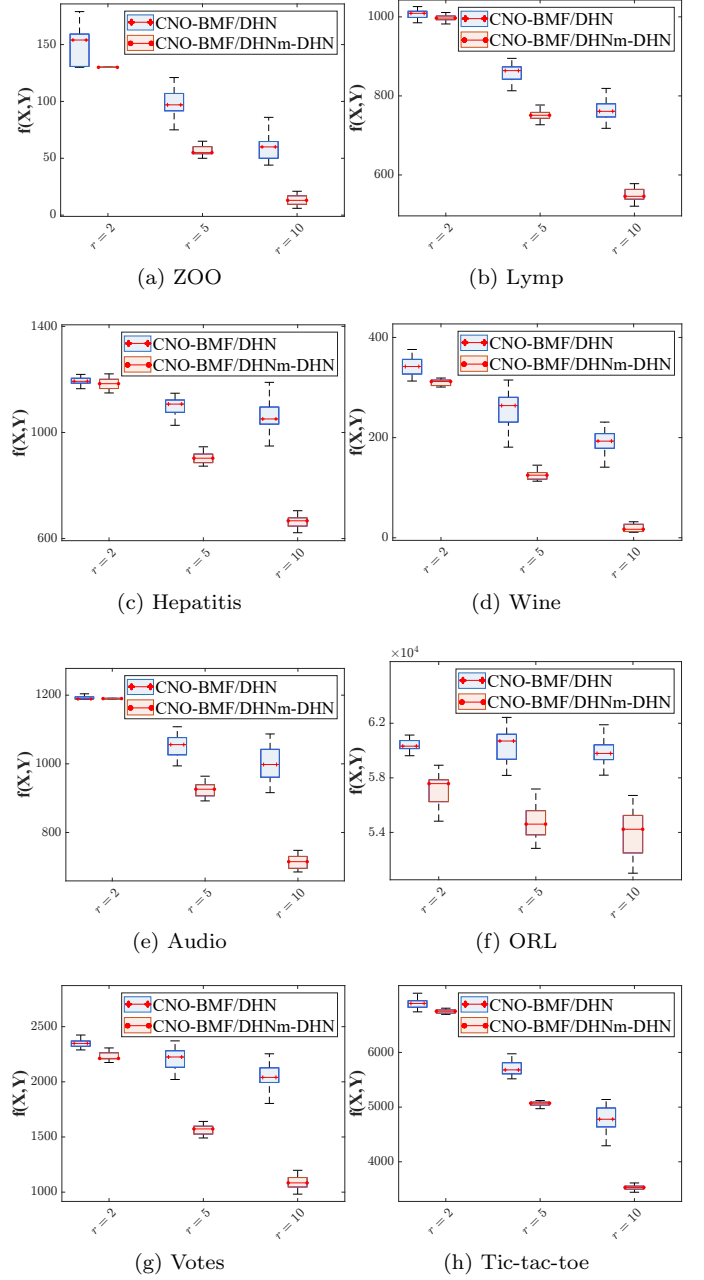 CNO-BMF/DHN
CNO-BMF/DHNm-DHN
f(X,Y)
150
100
50
0
r = 2
r = 5
r = 10
(a) ZOO
CNO-BMF/DHN
CNO-BMF/DHNm-DHN
f(X,Y)
1000
800
600
r = 2
r = 5
r = 10
(b) Lymp
CNO-BMF/DHN
CNO-BMF/DHNm-DHN
f(X,Y)
1400
1000
600
r = 2
r = 5
r = 10
(c) Hepatitis
CNO-BMF/DHN
CNO-BMF/DHNm-DHN
f(X,Y)
400
200
0
r = 2
r = 5
r = 10
(d) Wine
CNO-BMF/DHN
CNO-BMF/DHNm-DHN
f(X,Y)
1200
1000
800
r = 2
r = 5
r = 10
(e) Audio
×10⁴
CNO-BMF/DHN
CNO-BMF/DHNm-DHN
f(X,Y)
6.2
5.8
5.4
r = 2
r = 5
r = 10
(f) ORL
CNO-BMF/DHN
CNO-BMF/DHNm-DHN
f(X,Y)
2500
2000
1500
1000
r = 2
r = 5
r = 10
(g) Votes
CNO-BMF/DHN
CNO-BMF/DHNm-DHN
f(X,Y)
6000
5000
4000
r = 2
r = 5
r = 10
(h) Tic-tac-toe